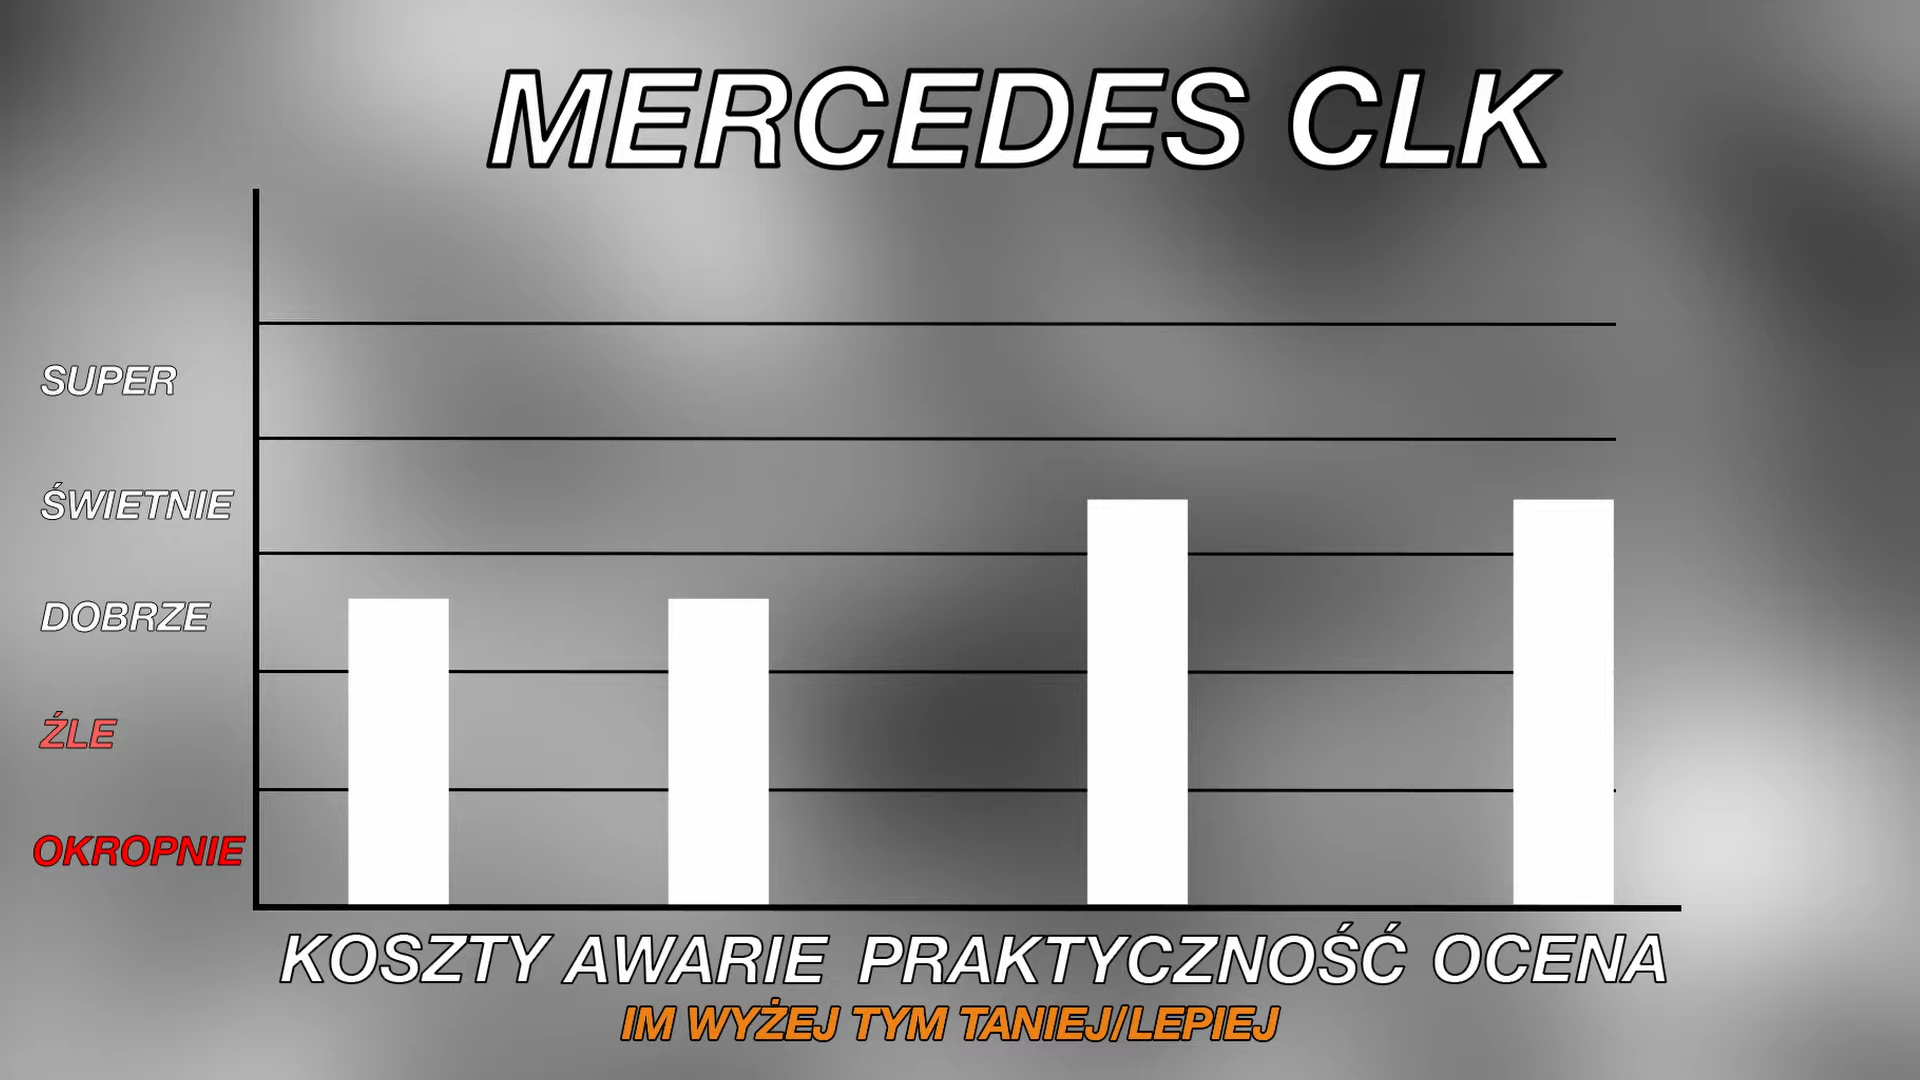 MERCEDES CLK
SUPER
ŚWIETNIE
DOBRZE
ŹLE
OKROPNIE
KOSZTY AWARIE PRAKTYCZNOŚĆ OCENA
IM WYŻEJ TYM TANIEJ/LEPIEJ